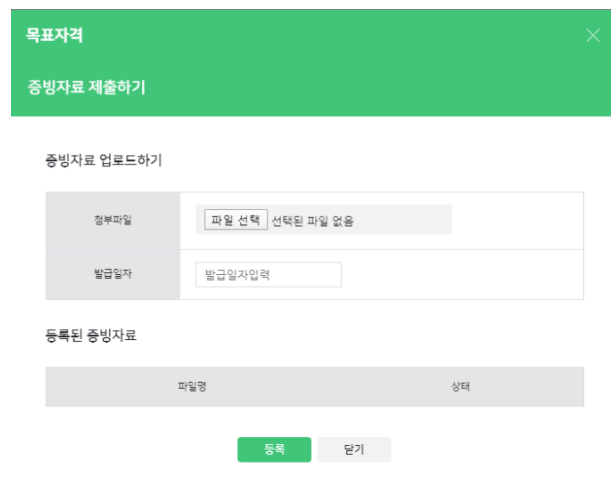 목표자격
증빙자료 제출하기
증빙자료 업로드하기
첨부파일 파일 선택 선택된 파일 없음
발급일자 발급일자입력
등록된 증빙자료
파일명 상태
등록 닫기